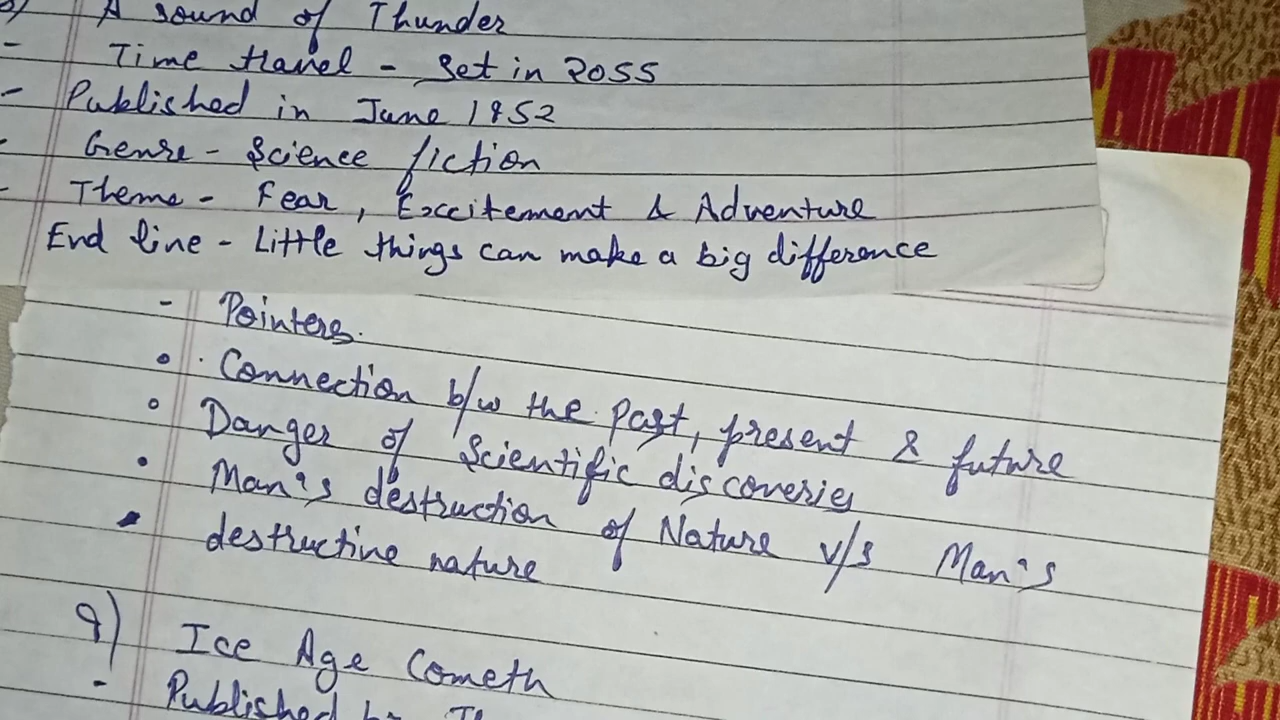 A sound of Thunder
- Time travel - Set in 2055
- Published in June 1952
- Genre - Science fiction
- Theme - Fear, Excitement & Adventure
End line - Little things can make a big difference
- Pointers.
• Connection b/w the Past, present & future
• Danger of Scientific discoveries
• Man's destruction of Nature v/s Man's
destructive nature
9) Ice Age Cometh
- Published